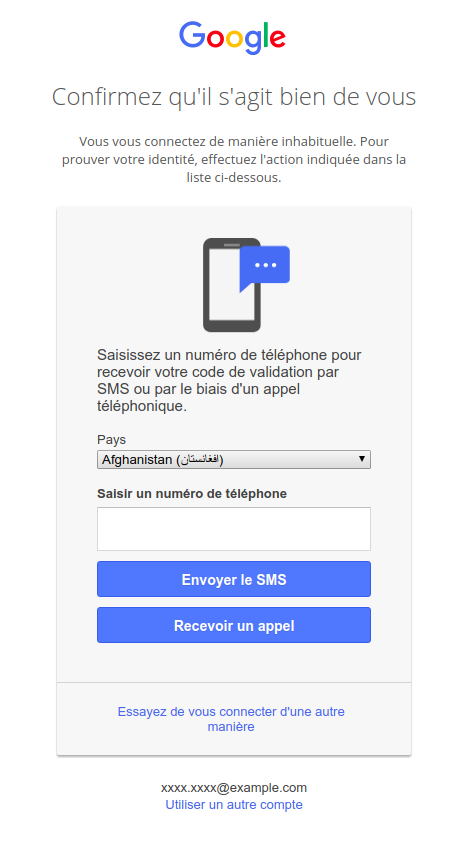 Google
Confirmez qu'il s'agit bien de vous
Vous vous connectez de manière inhabituelle. Pour
prouver votre identité, effectuez l'action indiquée dans la
liste ci-dessous.
Saisissez un numéro de téléphone pour
recevoir votre code de validation par
SMS ou par le biais d'un appel
téléphonique.
Pays
Afghanistan (افغانستان)
Saisir un numéro de téléphone
Envoyer le SMS
Recevoir un appel
Essayez de vous connecter d'une autre
manière
xxxx.xxxx@example.com
Utiliser un autre compte